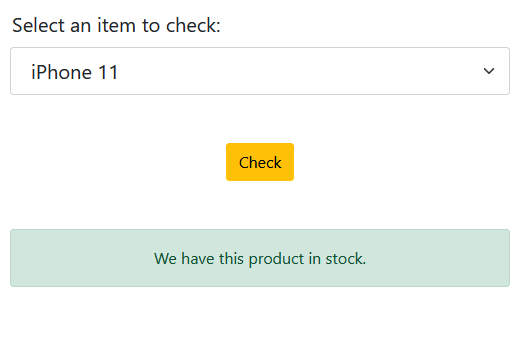 Select an item to check:
iPhone 11
Check
We have this product in stock.